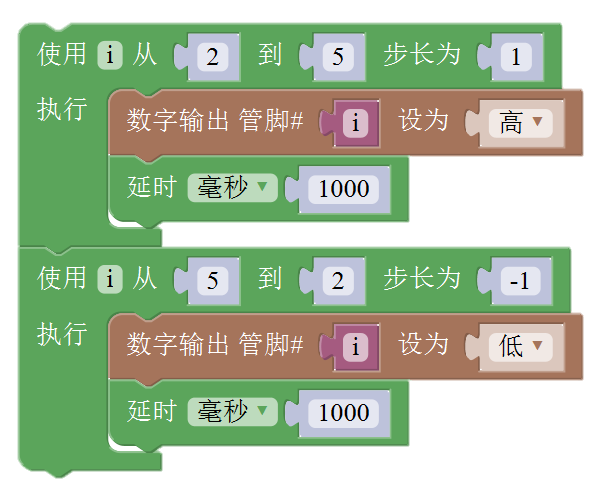 使用 i 从 2 到 5 步长为 1
执行 数字输出 管脚# i 设为 高
延时 毫秒 1000
使用 i 从 5 到 2 步长为 -1
执行 数字输出 管脚# i 设为 低
延时 毫秒 1000